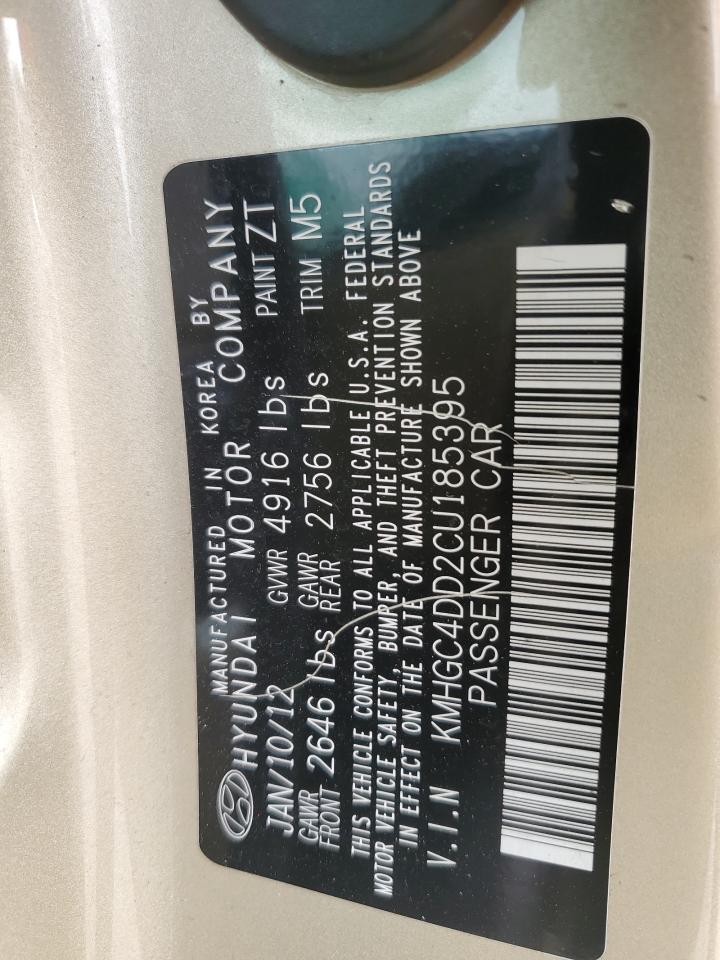 MANUFACTURED IN KOREA BY
HYUNDAI MOTOR COMPANY
JAN/10/12 GVWR 4916 lbs PAINT ZT
GAWR FRONT 2646 lbs GAWR REAR 2756 lbs TRIM M5
THIS VEHICLE CONFORMS TO ALL APPLICABLE U.S.A. FEDERAL
MOTOR VEHICLE SAFETY, BUMPER, AND THEFT PREVENTION STANDARDS
IN EFFECT ON THE DATE OF MANUFACTURE SHOWN ABOVE
V.I.N KMHGC4DD2CU185395
PASSENGER CAR